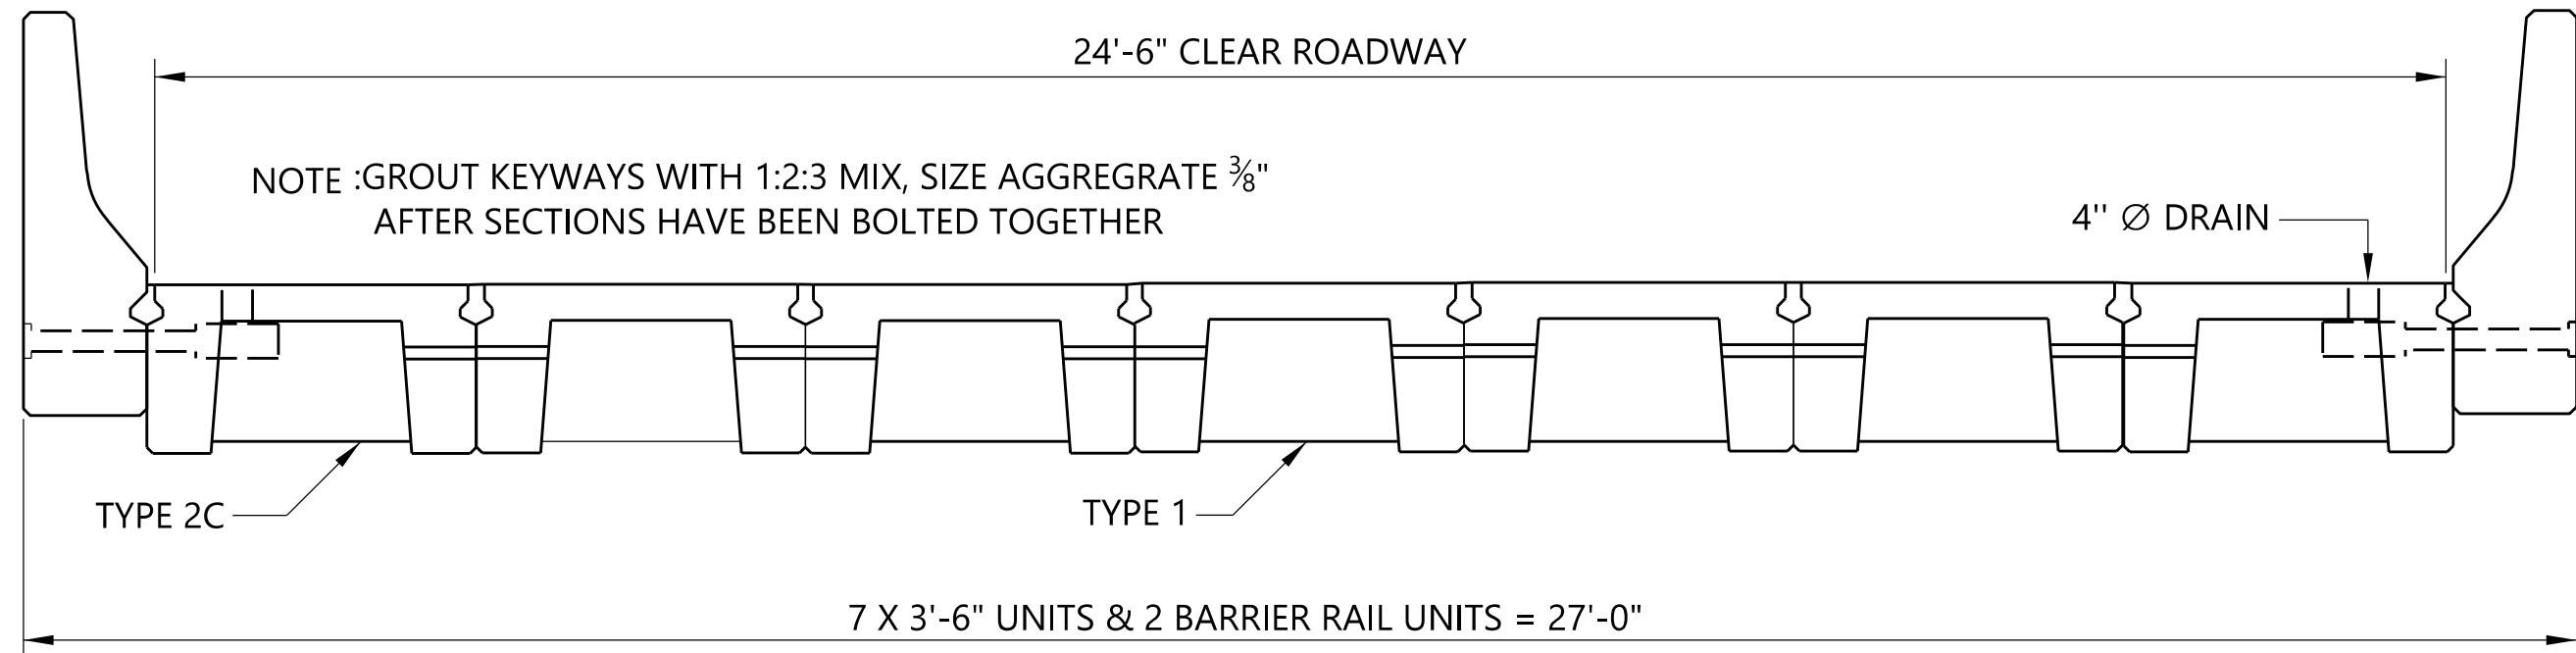 24'-6" CLEAR ROADWAY
NOTE :GROUT KEYWAYS WITH 1:2:3 MIX, SIZE AGGREGRATE ⅜"
AFTER SECTIONS HAVE BEEN BOLTED TOGETHER
4'' Ø DRAIN
TYPE 2C
TYPE 1
7 X 3'-6" UNITS & 2 BARRIER RAIL UNITS = 27'-0"